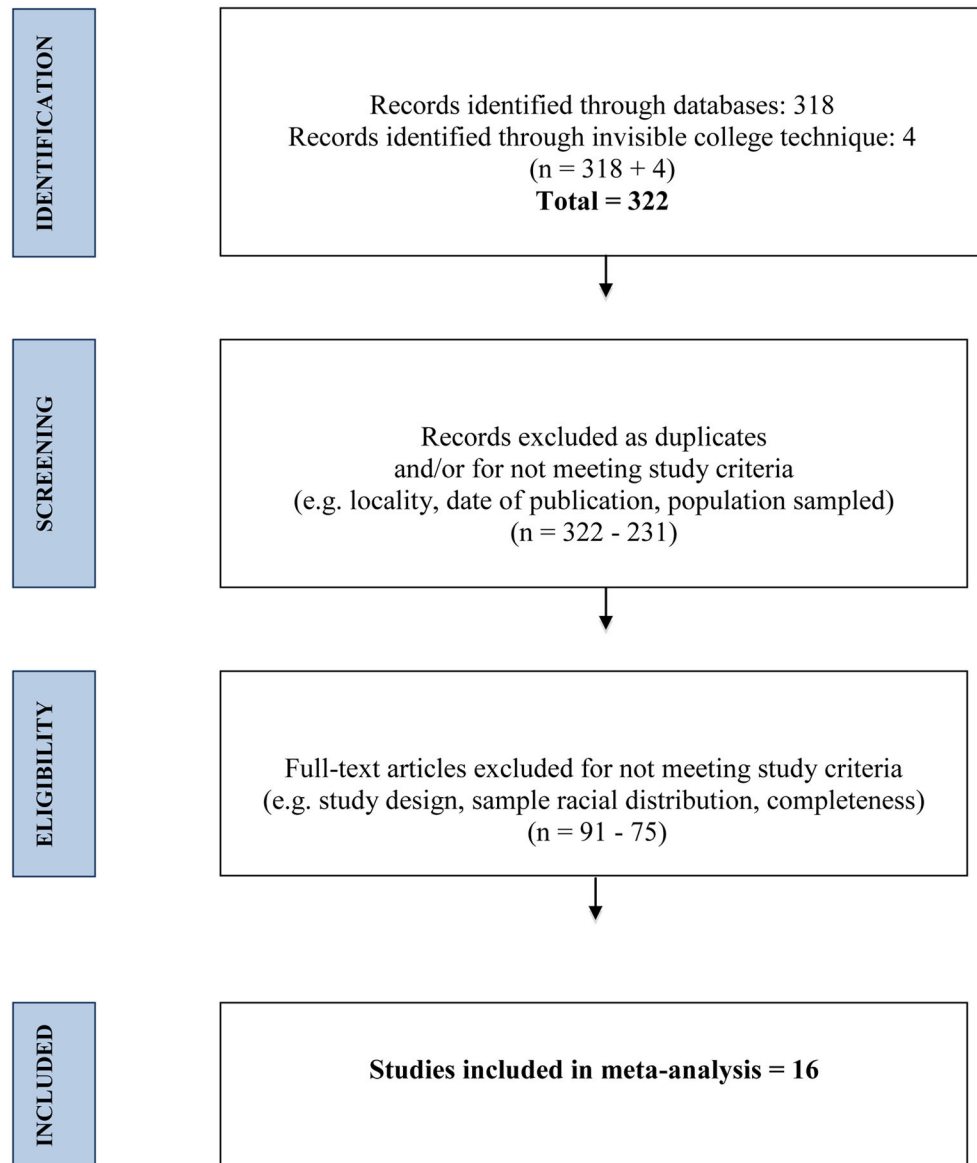 IDENTIFICATION
Records identified through databases: 318
Records identified through invisible college technique: 4
(n = 318 + 4)
Total = 322
SCREENING
Records excluded as duplicates
and/or for not meeting study criteria
(e.g. locality, date of publication, population sampled)
(n = 322 - 231)
ELIGIBILITY
Full-text articles excluded for not meeting study criteria
(e.g. study design, sample racial distribution, completeness)
(n = 91 - 75)
INCLUDED
Studies included in meta-analysis = 16